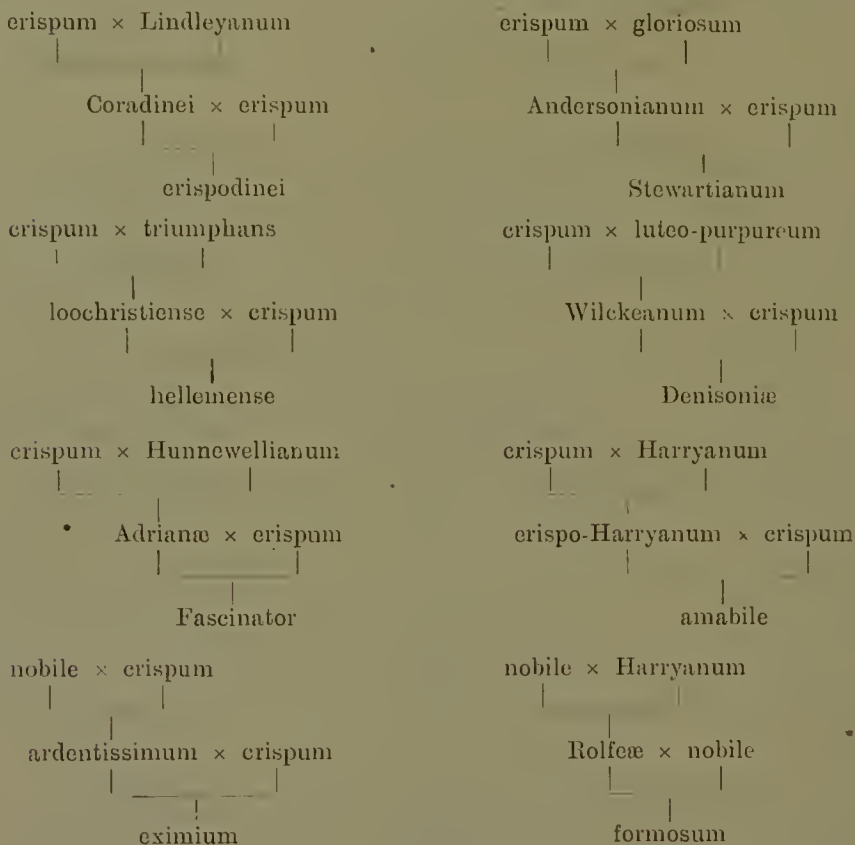 crispum × Lindleyanum
Coradinei × crispum
crispodinei
crispum × gloriosum
Andersonianum × crispum
Stewartianum
crispum × triumphans
loochristiense × crispum
hellemense
crispum × luteo-purpureum
Wilckeanum × crispum
Denisoniæ
crispum × Hunnewellianum
Adrianæ × crispum
Fascinator
crispum × Harryanum
crispo-Harryanum × crispum
amabile
nobile × crispum
ardentissimum × crispum
eximium
nobile × Harryanum
Rolfeæ × nobile
formosum